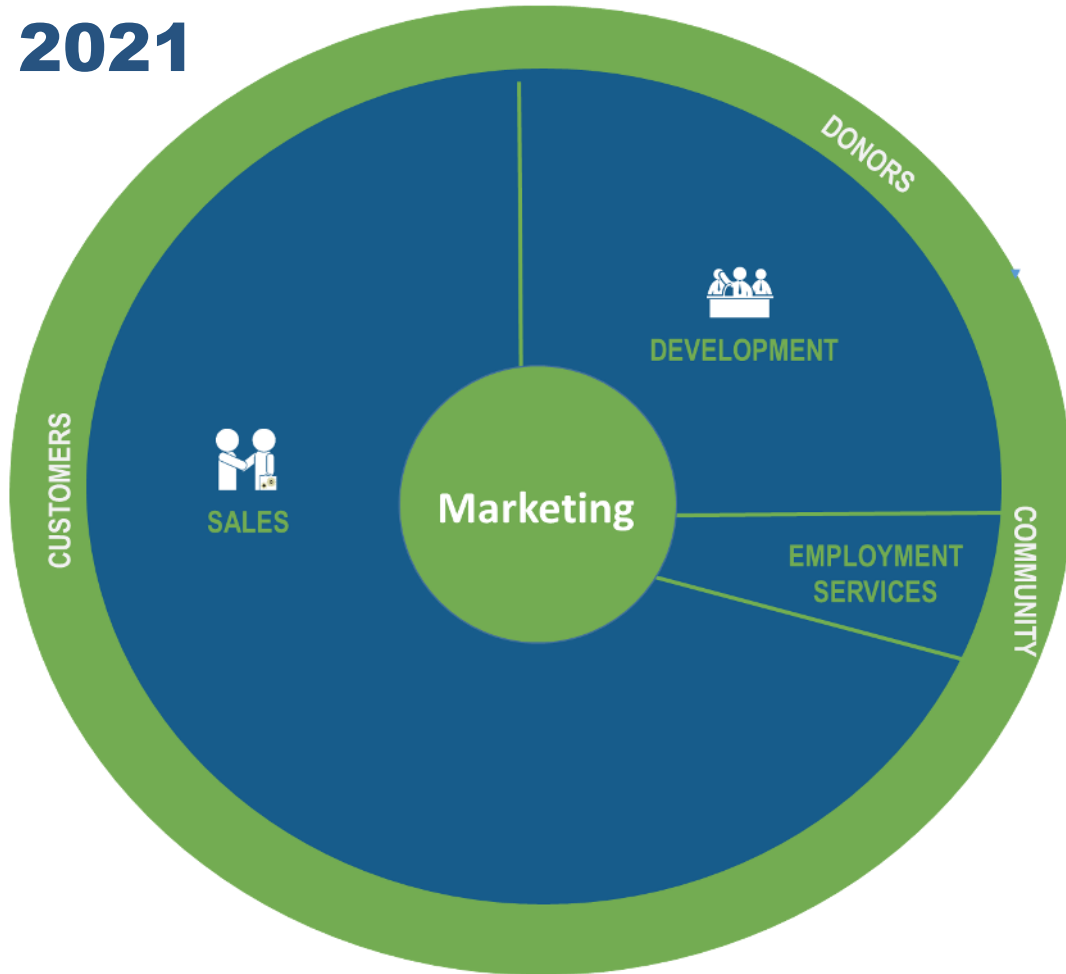 2021
DONORS
DEVELOPMENT
CUSTOMERS
SALES
Marketing
EMPLOYMENT
SERVICES
COMMUNITY